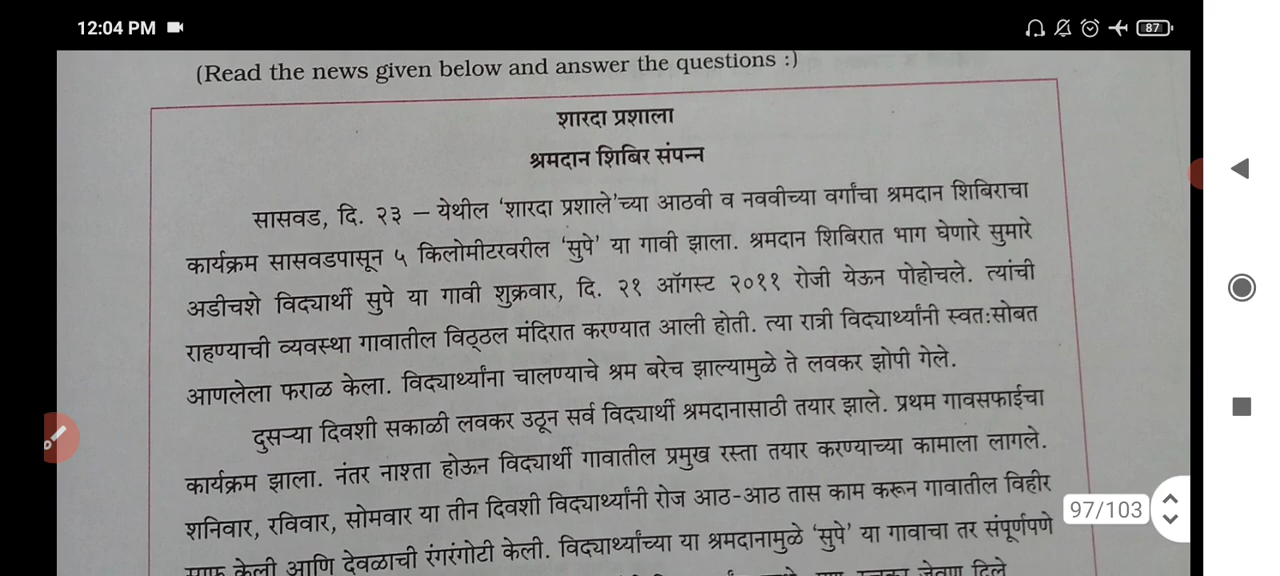 12:04 PM
87
(Read the news given below and answer the questions :)
शारदा प्रशाला
श्रमदान शिबिर संपन्न
सासवड, दि. २३ – येथील ‘शारदा प्रशाले’च्या आठवी व नववीच्या वर्गांचा श्रमदान शिबिराचा
कार्यक्रम सासवडपासून ५ किलोमीटरवरील ‘सुपे’ या गावी झाला. श्रमदान शिबिरात भाग घेणारे सुमारे
अडीचशे विद्यार्थी सुपे या गावी शुक्रवार, दि. २१ ऑगस्ट २०११ रोजी येऊन पोहोचले. त्यांची
राहण्याची व्यवस्था गावातील विठ्ठल मंदिरात करण्यात आली होती. त्या रात्री विद्यार्थ्यांनी स्वतःसोबत
आणलेला फराळ केला. विद्यार्थ्यांना चालण्याचे श्रम बरेच झाल्यामुळे ते लवकर झोपी गेले.
दुसऱ्या दिवशी सकाळी लवकर उठून सर्व विद्यार्थी श्रमदानासाठी तयार झाले. प्रथम गावसफाईचा
कार्यक्रम झाला. नंतर नाश्ता होऊन विद्यार्थी गावातील प्रमुख रस्ता तयार करण्याच्या कामाला लागले.
शनिवार, रविवार, सोमवार या तीन दिवशी विद्यार्थ्यांनी रोज आठ-आठ तास काम करून गावातील विहीर
साफ केली आणि देवळाची रंगरंगोटी केली. विद्यार्थ्यांच्या या श्रमदानामुळे ‘सुपे’ या गावाचा तर संपूर्णपणे
जेवण दिले
97/103